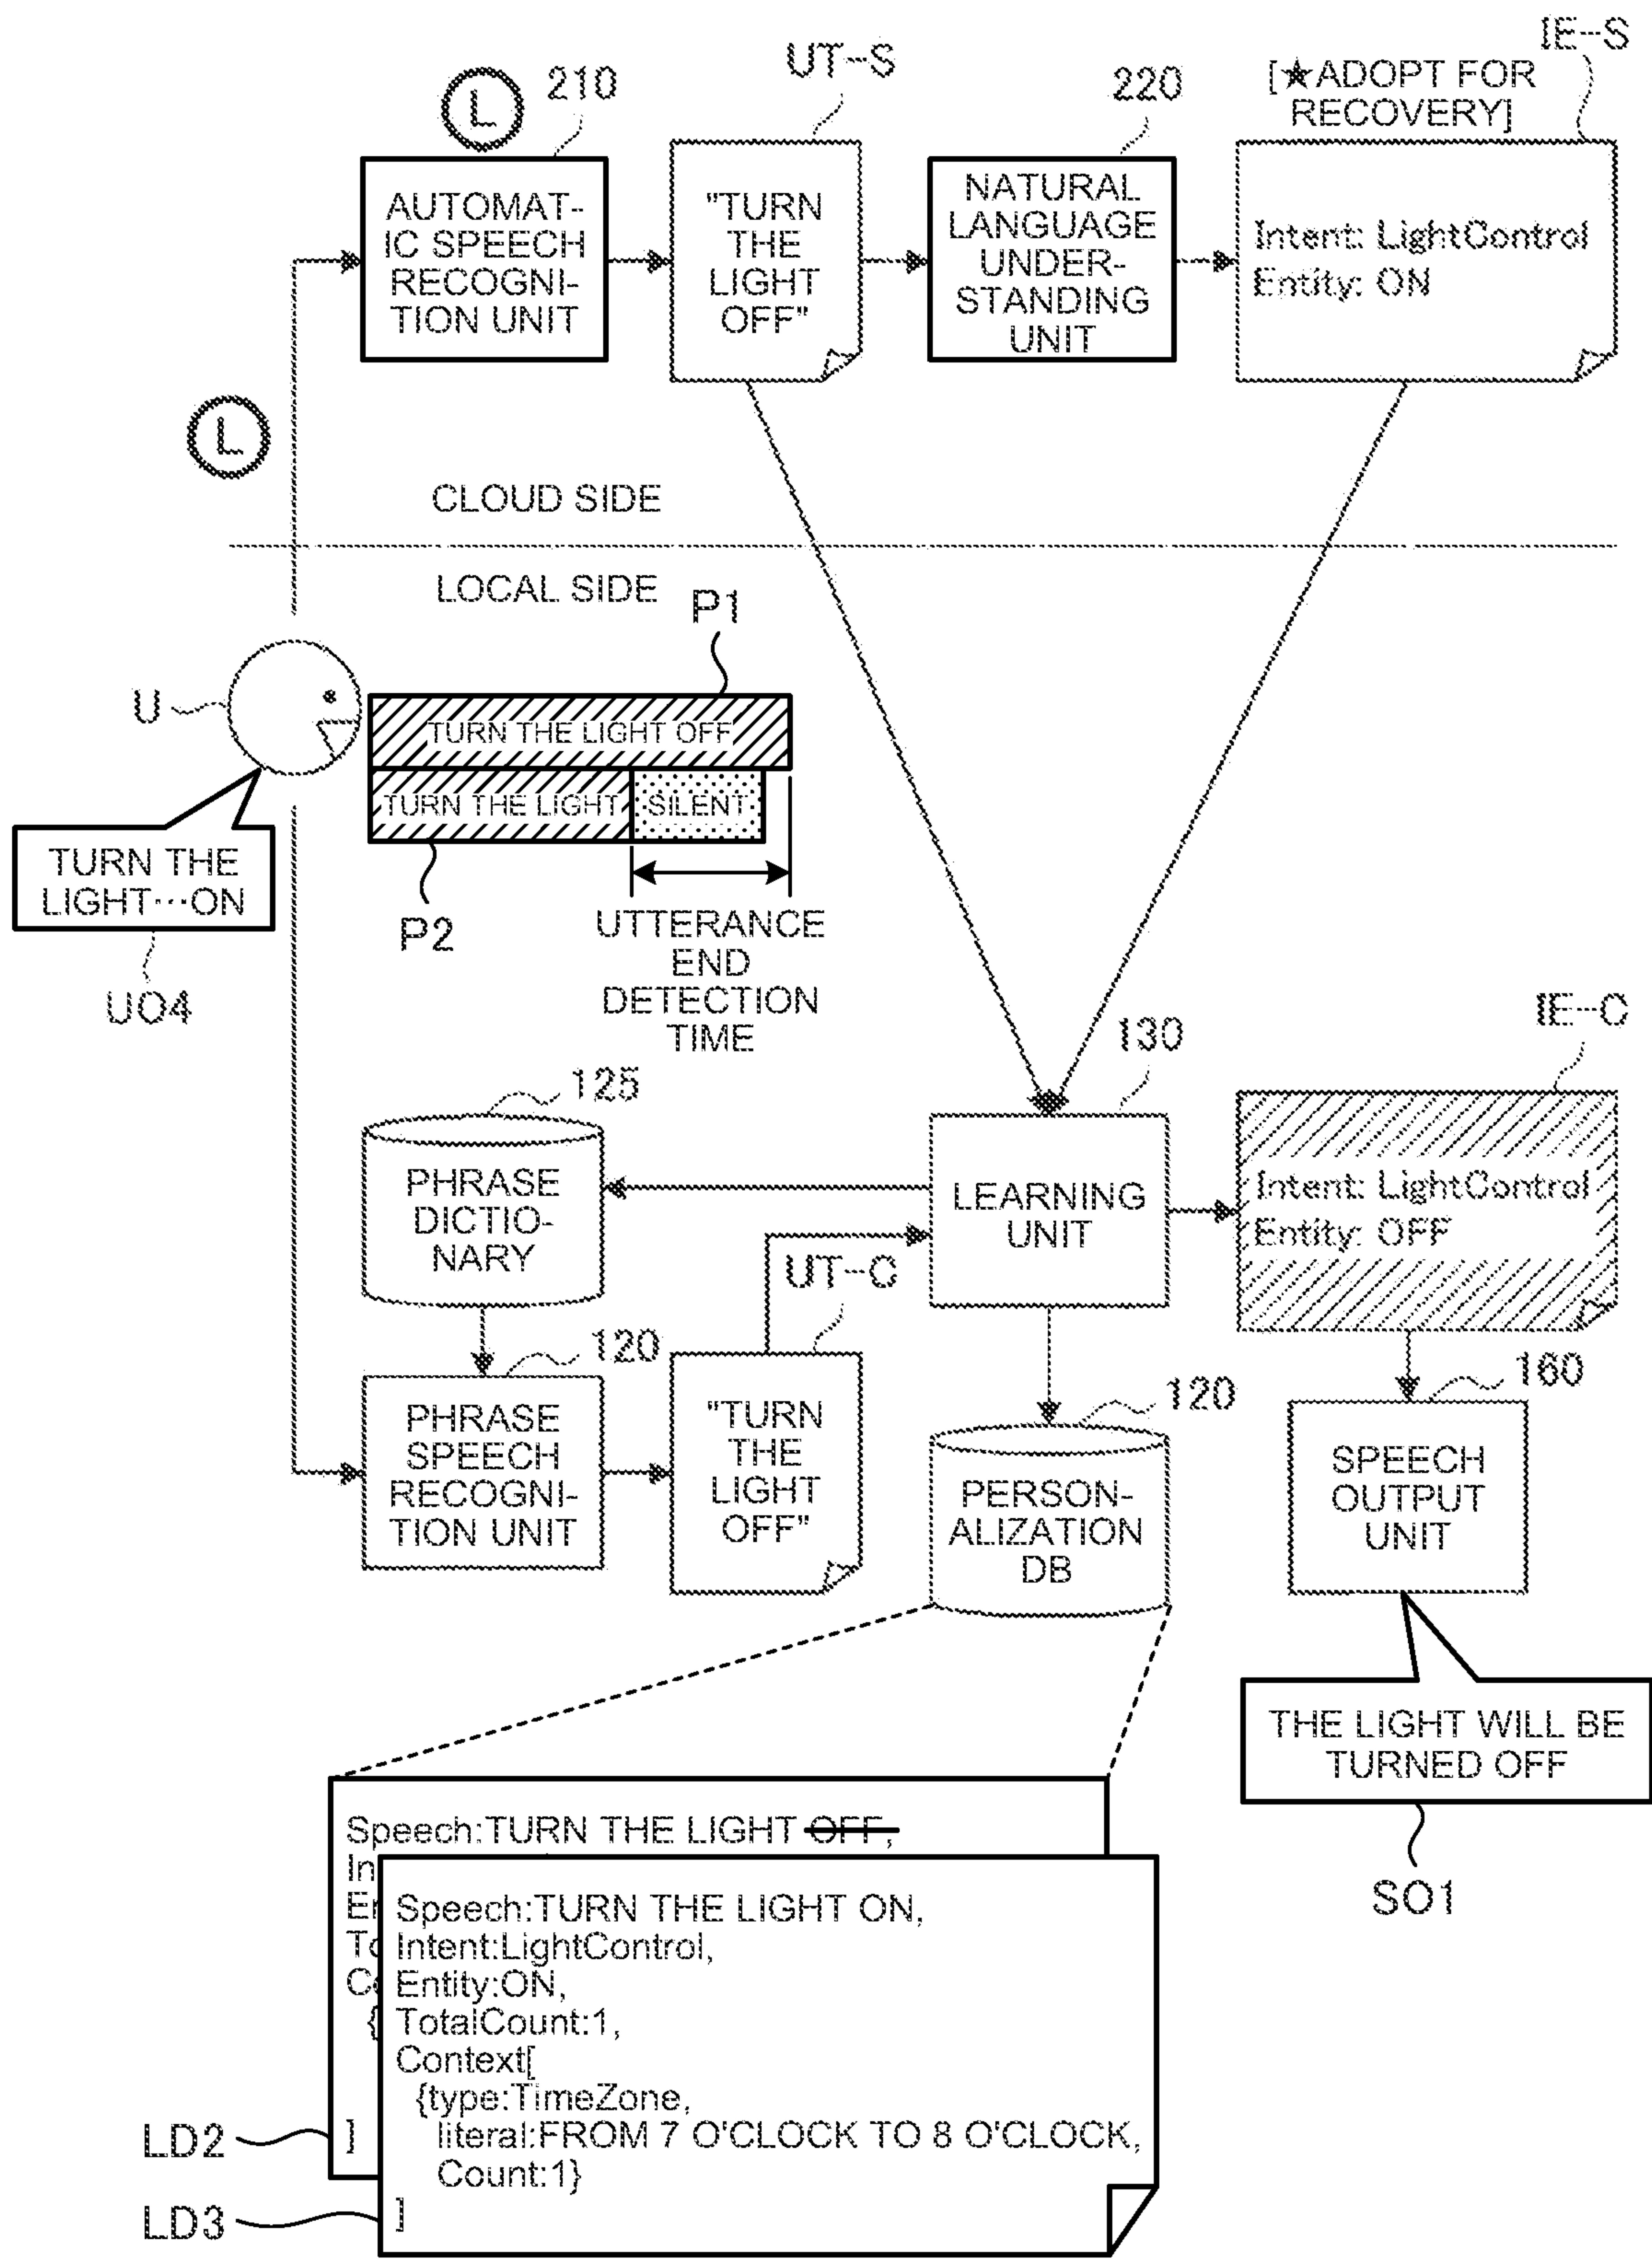 IE-S
UT-S
[★ADOPT FOR
RECOVERY]
L
210
220
AUTOMAT-
IC SPEECH
RECOGNI-
TION UNIT
"TURN
THE
LIGHT
OFF"
NATURAL
LANGUAGE
UNDER-
STANDING
UNIT
Intent: LightControl
Entity: ON
L
CLOUD SIDE
LOCAL SIDE
P1
U
TURN THE LIGHT OFF
TURN THE LIGHT
SILENT
TURN THE
LIGHT···ON
P2
UTTERANCE
END
DETECTION
TIME
UO4
IE-C
130
125
PHRASE
DICTIO-
NARY
LEARNING
UNIT
Intent: LightControl
Entity: OFF
UT-C
120
PHRASE
SPEECH
RECOGNI-
TION UNIT
"TURN
THE
LIGHT
OFF"
120
PERSON-
ALIZATION
DB
160
SPEECH
OUTPUT
UNIT
THE LIGHT WILL BE
TURNED OFF
SO1
Speech:TURN THE LIGHT OFF,
In
En
To
Co
{
]
Speech:TURN THE LIGHT ON,
Intent:LightControl,
Entity:ON,
TotalCount:1,
Context[
{type:TimeZone,
literal:FROM 7 O'CLOCK TO 8 O'CLOCK,
Count:1}
]
LD2
LD3